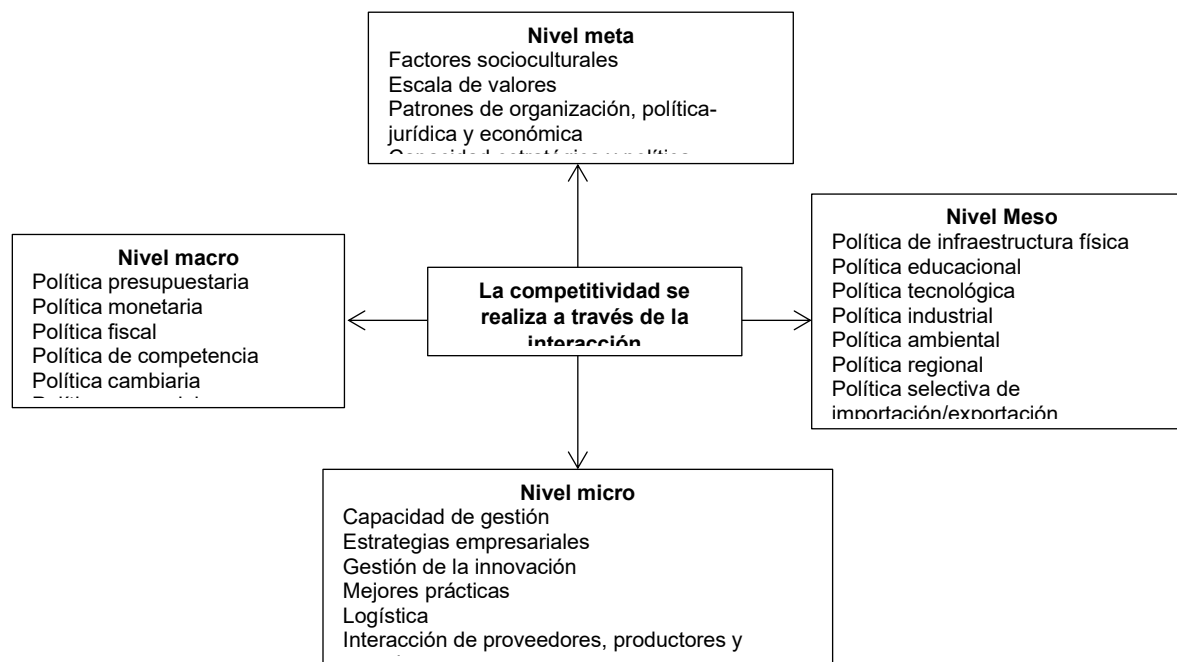 Nivel meta
Factores socioculturales
Escala de valores
Patrones de organización, política-
jurídica y económica
Nivel macro
Política presupuestaria
Política monetaria
Política fiscal
Política de competencia
Política cambiaria
La competitividad se
realiza a través de la
interacción
Nivel Meso
Política de infraestructura física
Política educacional
Política tecnológica
Política industrial
Política ambiental
Política regional
Política selectiva de
importación/exportación
Nivel micro
Capacidad de gestión
Estrategias empresariales
Gestión de la innovación
Mejores prácticas
Logística
Interacción de proveedores, productores y